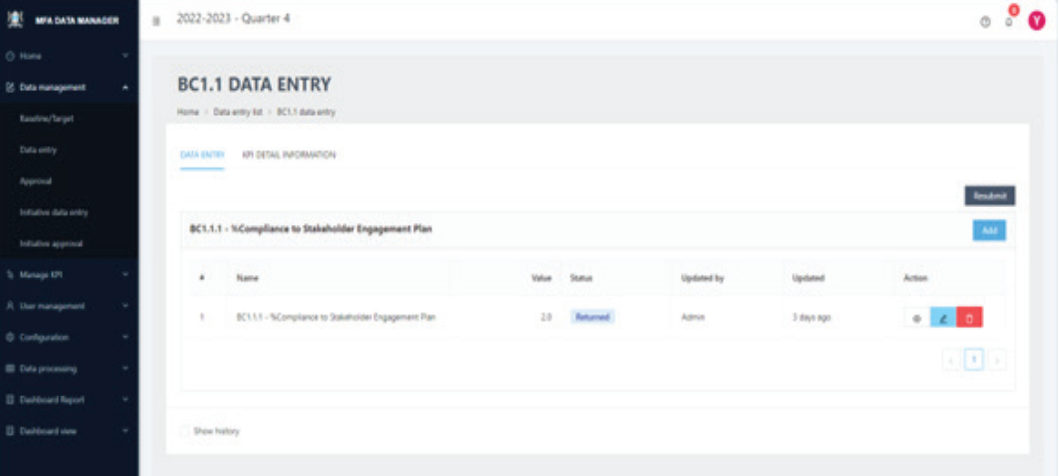 MFA DATA MANAGER
2022-2023 - Quarter 4
Y
Home
Data management
Baseline/Target
Data entry
Approval
Initiative data entry
Initiative approval
Manage KPI
User management
Configuration
Data processing
Dashboard Report
Dashboard view
BC1.1 DATA ENTRY
Home > Data entry list > BC1.1 data entry
DATA ENTRY KPI DETAIL INFORMATION
Resubmit
BC1.1.1 - %Compliance to Stakeholder Engagement Plan
Add
# Name Value Status Updated by Updated Action
1 BC1.1.1 - %Compliance to Stakeholder Engagement Plan 2.0 Returned Admin 3 days ago
< 1 >
Show history